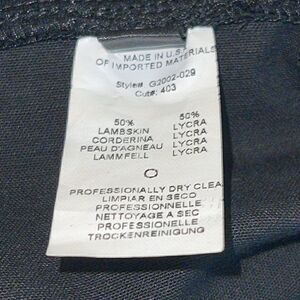 MADE IN U.S.
OF IMPORTED MATERIALS
Style# G2002-029
Cut#: 403
50% 50%
LAMBSKIN LYCRA
CORDERINA LYCRA
PEAU D'AGNEAU LYCRA
LAMMFELL LYCRA
PROFESSIONALLY DRY CLEA
LIMPIAR EN SECO
PROFESSIONNELLE
NETTOYAGE A SEC
PROFESSIONELLE
TROCKENREINIGUNG